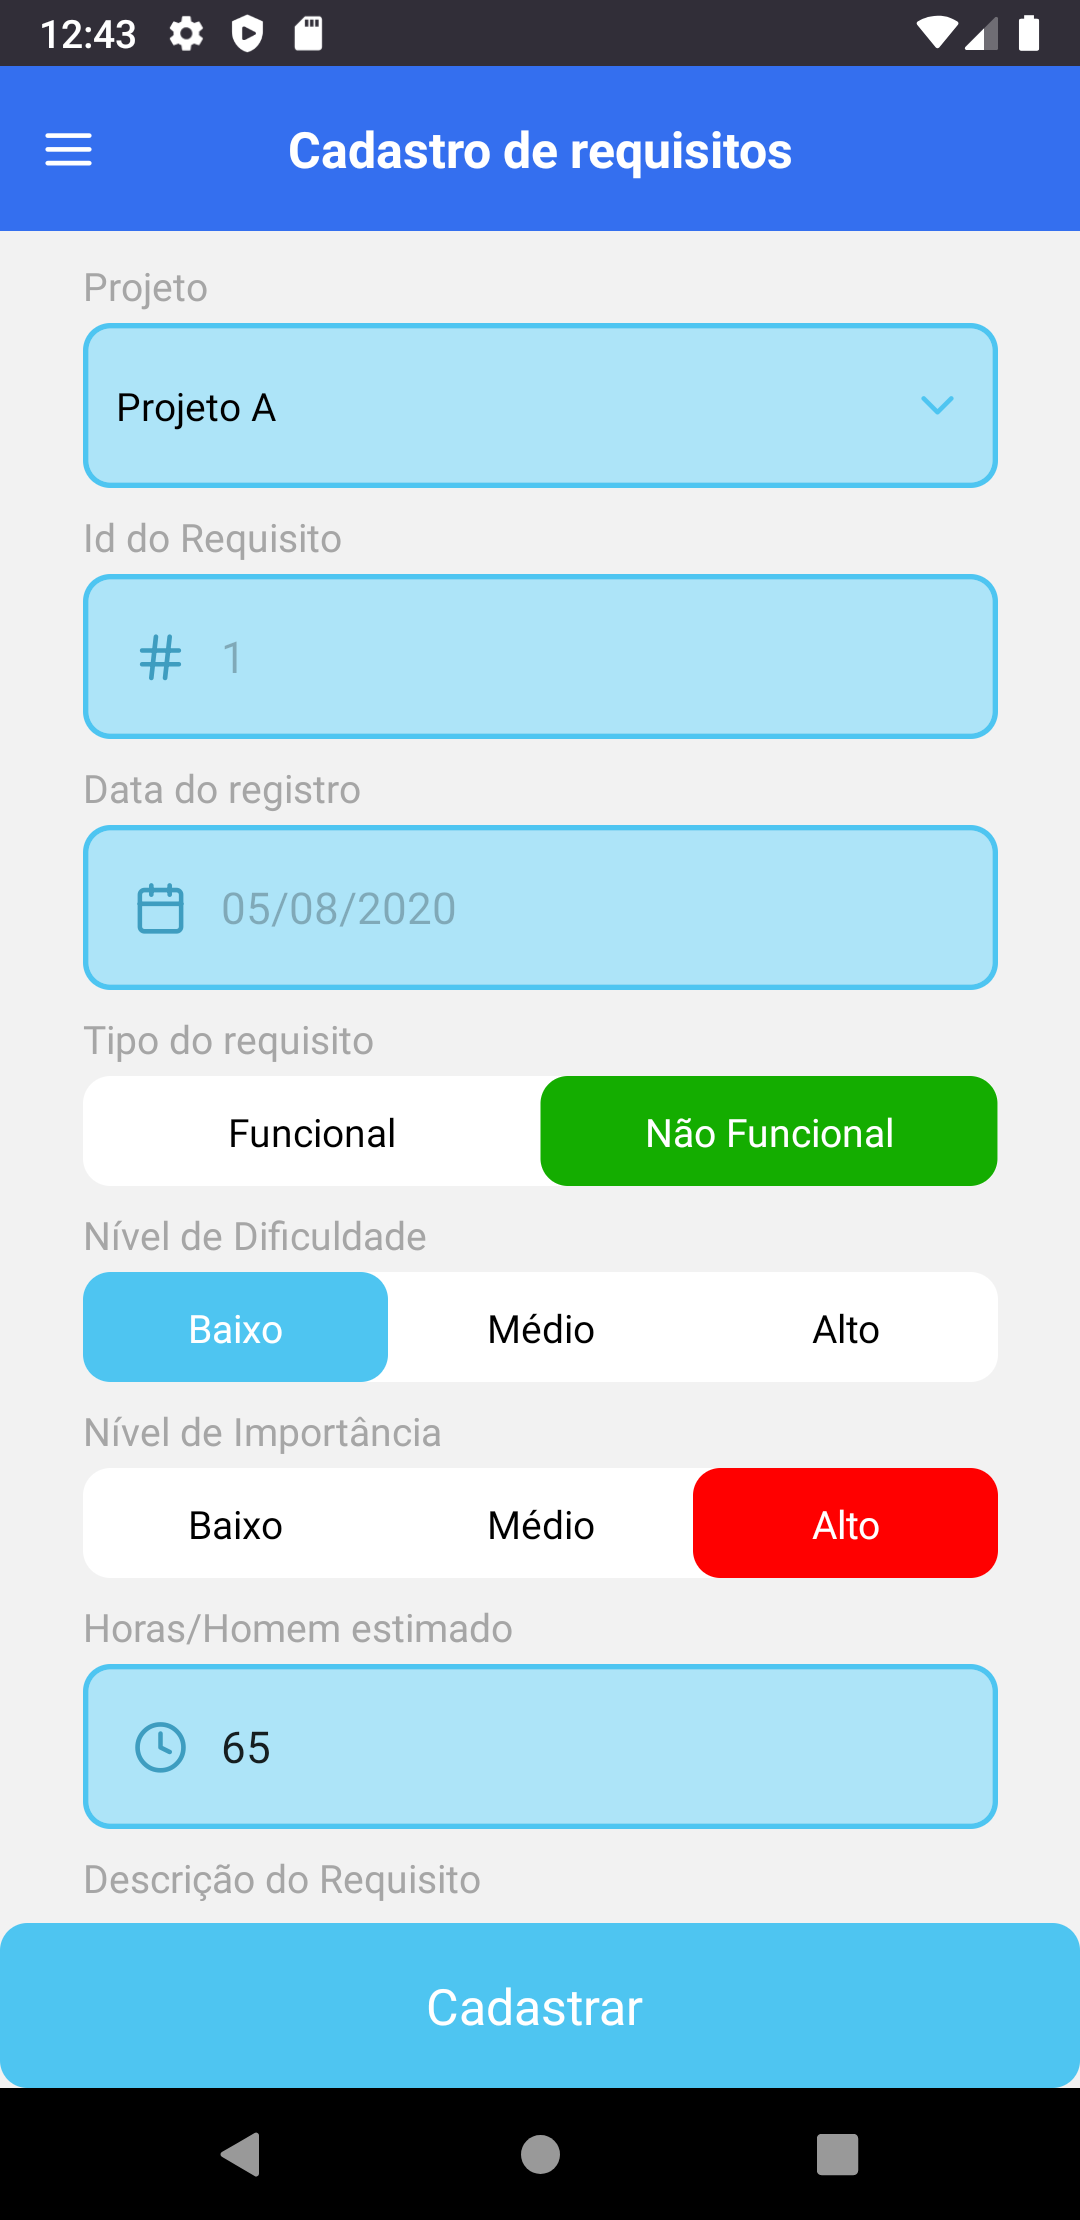 12:43
Cadastro de requisitos
Projeto
Projeto A
Id do Requisito
1
Data do registro
05/08/2020
Tipo do requisito
Funcional Não Funcional
Nível de Dificuldade
Baixo Médio Alto
Nível de Importância
Baixo Médio Alto
Horas/Homem estimado
65
Descrição do Requisito
Cadastrar